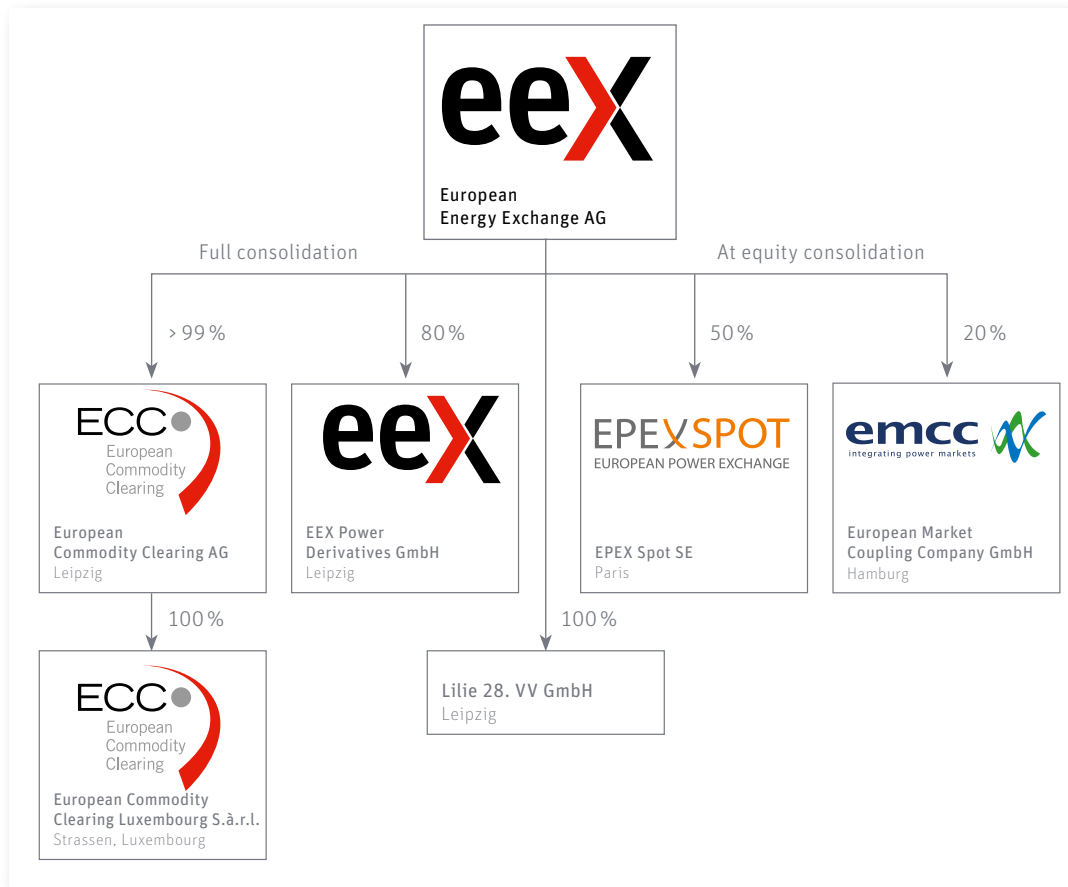 eex
European
Energy Exchange AG
Full consolidation
At equity consolidation
> 99 %
80 %
50 %
20 %
ECC
European
Commodity
Clearing
European
Commodity Clearing AG
Leipzig
eex
EEX Power
Derivatives GmbH
Leipzig
EPEXSPOT
EUROPEAN POWER EXCHANGE
EPEX Spot SE
Paris
emcc
integrating power markets
European Market
Coupling Company GmbH
Hamburg
100 %
100 %
ECC
European
Commodity
Clearing
European Commodity
Clearing Luxembourg S.à.r.l.
Strassen, Luxembourg
Lilie 28. VV GmbH
Leipzig